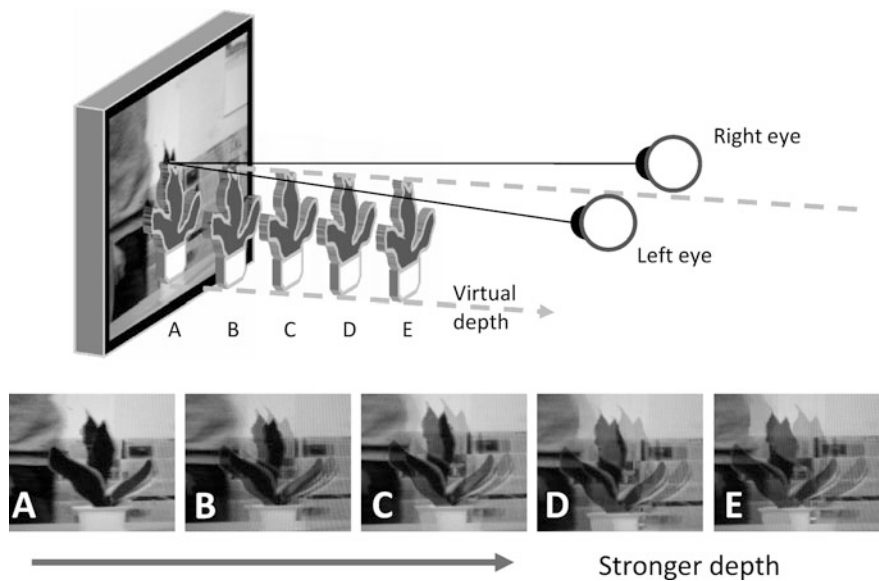 Right eye
Left eye
Virtual
depth
A B C D E
A B C D E
Stronger depth